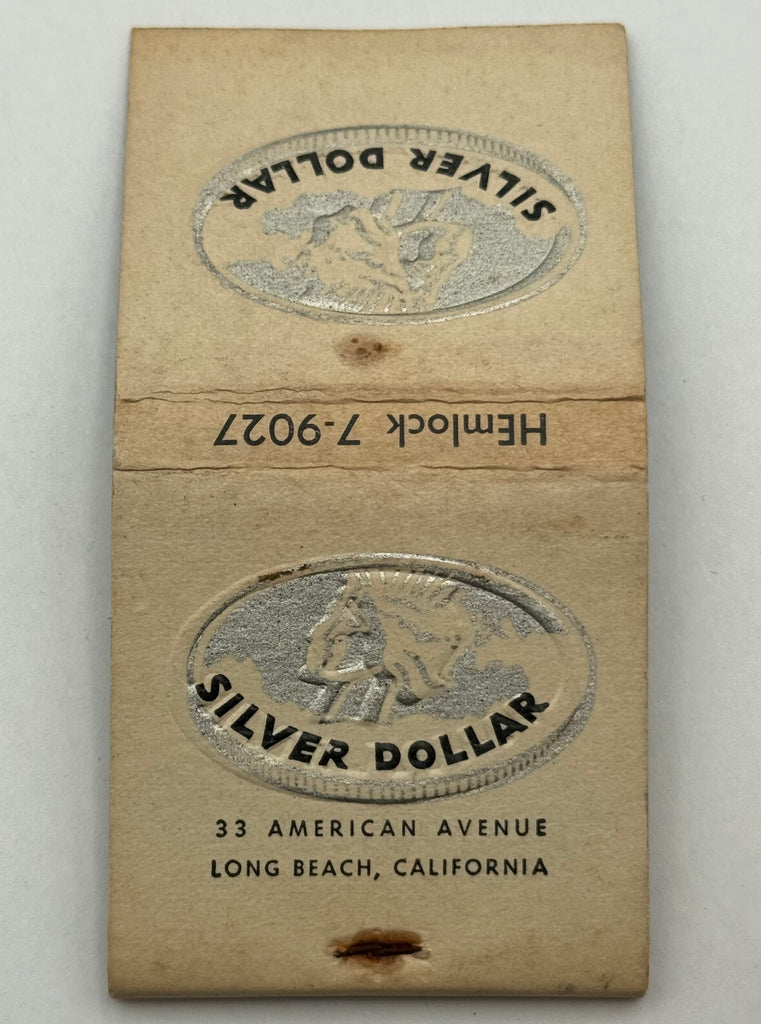 SILVER DOLLAR
HEmlock 7-9027
SILVER DOLLAR
33 AMERICAN AVENUE
LONG BEACH, CALIFORNIA